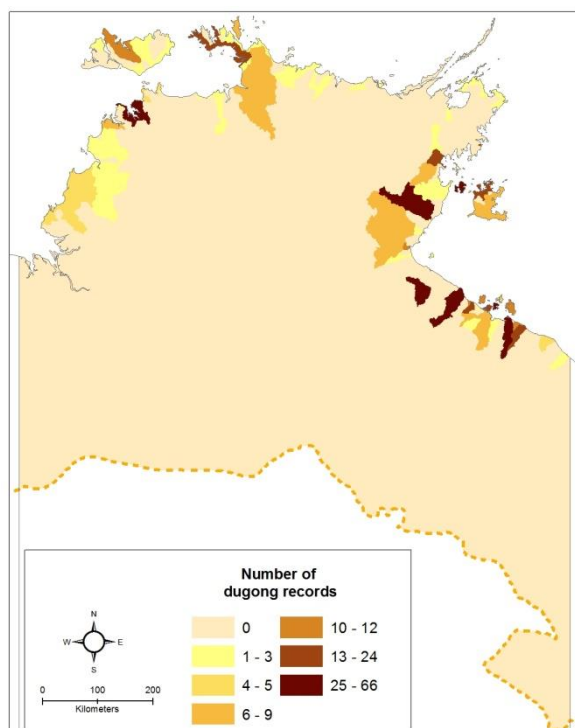 Number of
dugong records
0
1 - 3
4 - 5
6 - 9
10 - 12
13 - 24
25 - 66
N
W E
S
0 100 200
Kilometers